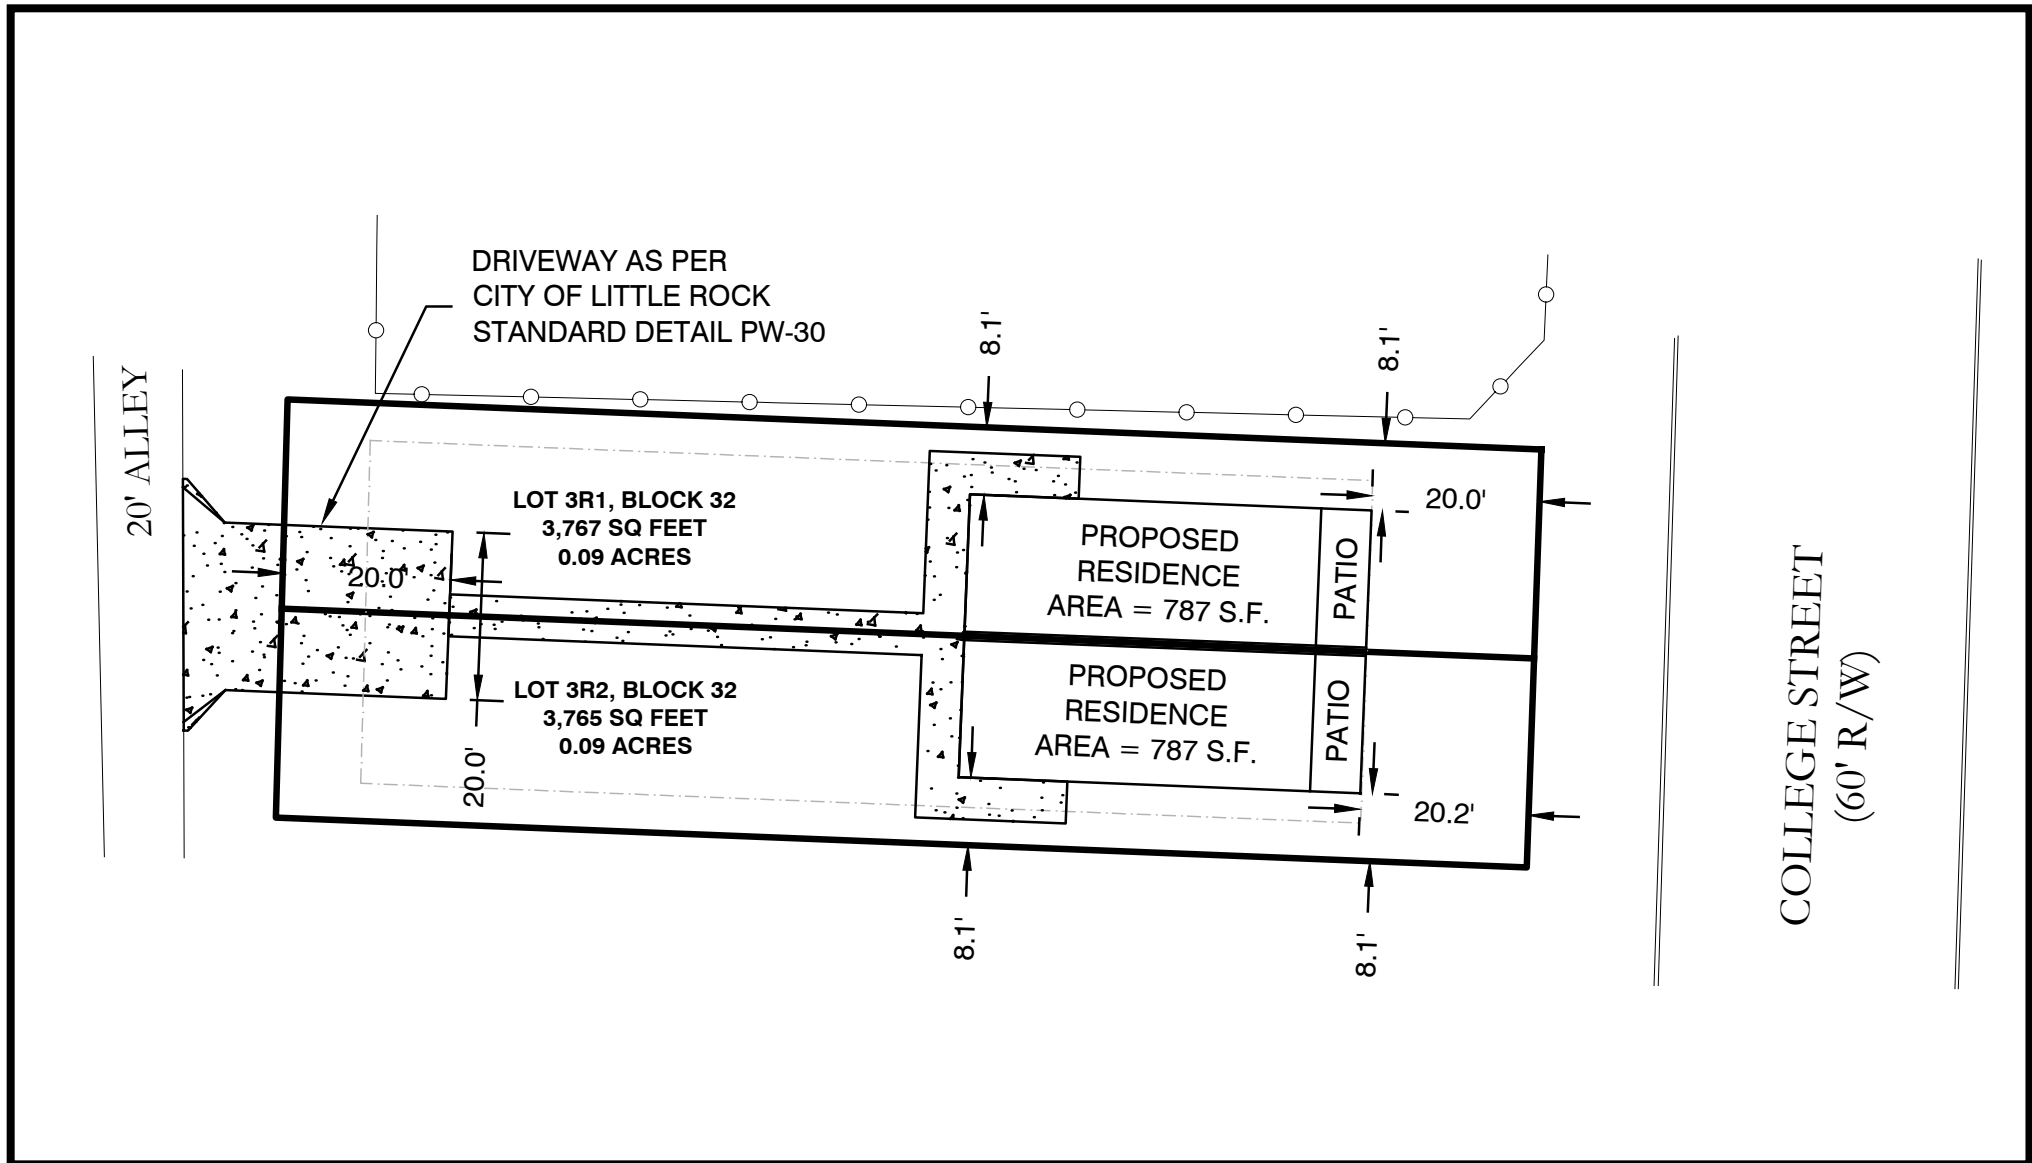 DRIVEWAY AS PER
CITY OF LITTLE ROCK
STANDARD DETAIL PW-30
8.1'
8.1'
20' ALLEY
LOT 3R1, BLOCK 32
3,767 SQ FEET
0.09 ACRES
20.0'
PROPOSED
RESIDENCE
AREA = 787 S.F.
PATIO
20.0'
LOT 3R2, BLOCK 32
3,765 SQ FEET
0.09 ACRES
20.0'
PROPOSED
RESIDENCE
AREA = 787 S.F.
PATIO
20.2'
8.1'
8.1'
COLLEGE STREET
(60' R/W)